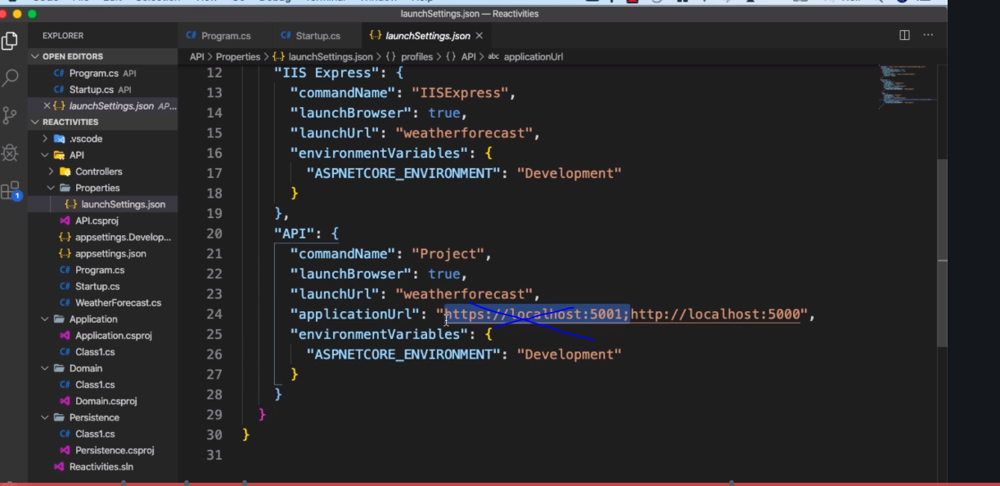 launchSettings.json — Reactivities
EXPLORER
Program.cs
Startup.cs
launchSettings.json
OPEN EDITORS
Program.cs API
Startup.cs API
launchSettings.json AP...
REACTIVITIES
.vscode
API
Controllers
Properties
launchSettings.json
API.csproj
appsettings.Develop...
appsettings.json
Program.cs
Startup.cs
WeatherForecast.cs
Application
Application.csproj
Class1.cs
Domain
Class1.cs
Domain.csproj
Persistence
Class1.cs
Persistence.csproj
Reactivities.sln
1
API > Properties > {..} launchSettings.json > {} profiles > {} API > abc applicationUrl
12 "IIS Express": {
13 "commandName": "IISExpress",
14 "launchBrowser": true,
15 "launchUrl": "weatherforecast",
16 "environmentVariables": {
17 "ASPNETCORE_ENVIRONMENT": "Development"
18 }
19 },
20 "API": {
21 "commandName": "Project",
22 "launchBrowser": true,
23 "launchUrl": "weatherforecast",
24 "applicationUrl": "https://localhost:5001;http://localhost:5000",
25 "environmentVariables": {
26 "ASPNETCORE_ENVIRONMENT": "Development"
27 }
28 }
29 }
30 }
31